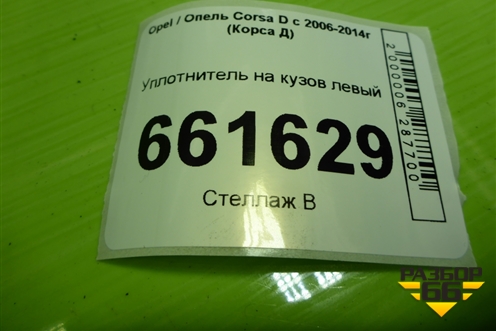 Opel / Опель Corsa D с 2006-2014г
(Корса Д)
Уплотнитель на кузов левый
661629
Стеллаж В
2000006287700
РАЗБОР
66